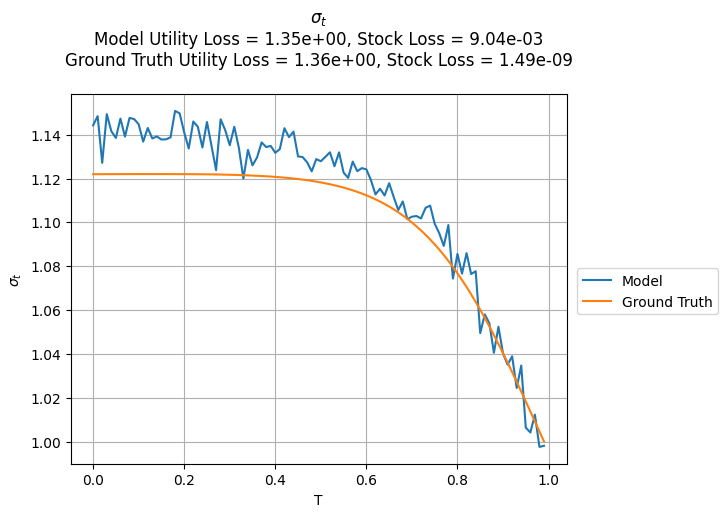 σₜ
Model Utility Loss = 1.35e+00, Stock Loss = 9.04e-03
Ground Truth Utility Loss = 1.36e+00, Stock Loss = 1.49e-09
1.14
1.12
1.10
1.08
1.06
1.04
1.02
1.00
σₜ
0.0 0.2 0.4 0.6 0.8 1.0
T
Model
Ground Truth